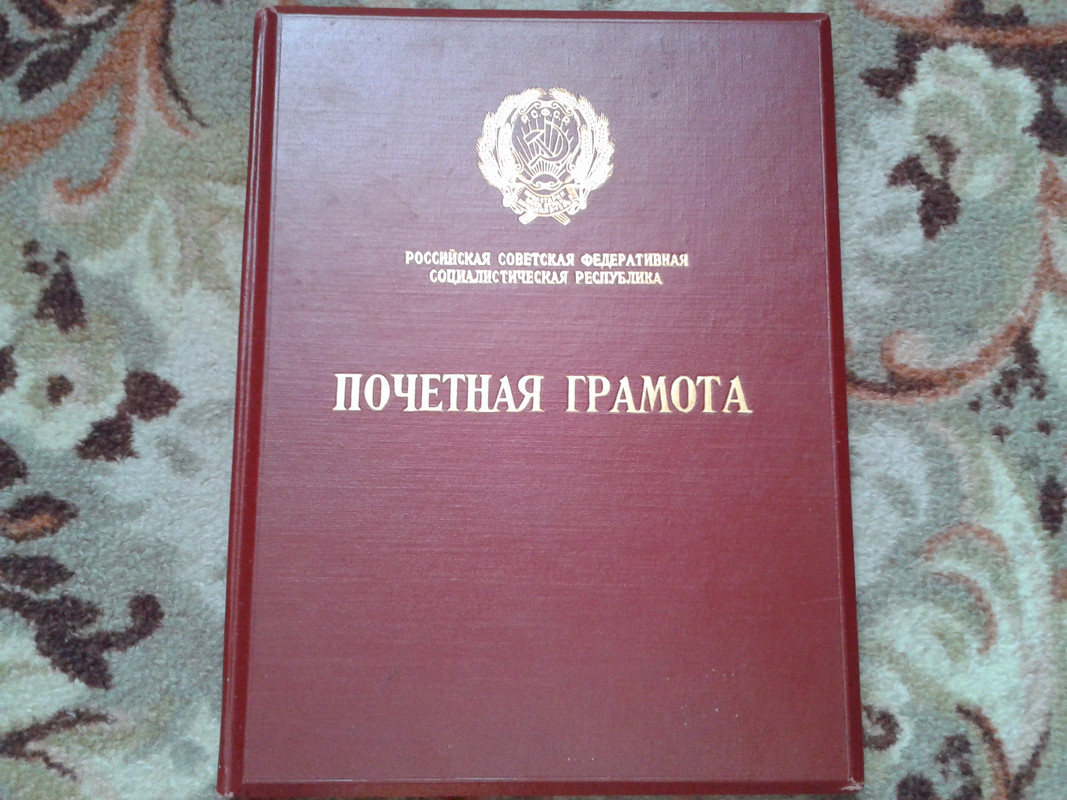 Р.С.Ф.С.Р.
РОССИЙСКАЯ СОВЕТСКАЯ ФЕДЕРАТИВНАЯ
СОЦИАЛИСТИЧЕСКАЯ РЕСПУБЛИКА
ПОЧЕТНАЯ ГРАМОТА